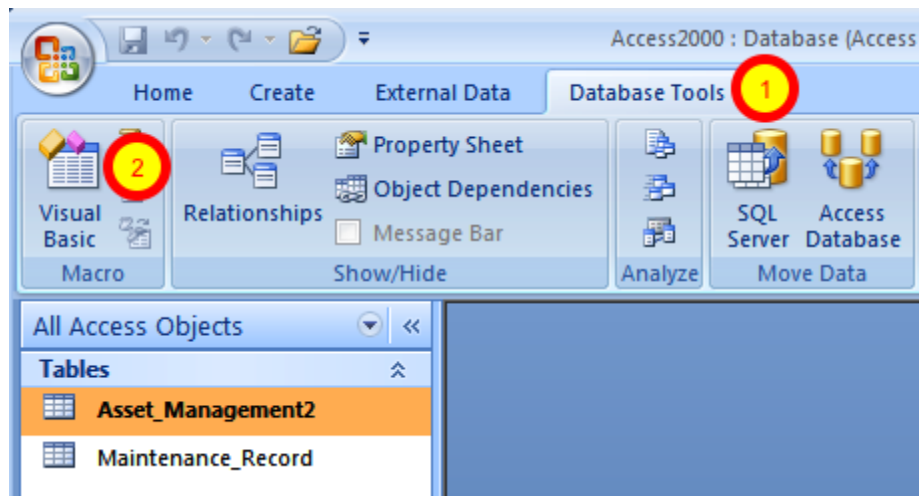 Access2000 : Database (Access
Home Create External Data Database Tools 1
2
Property Sheet
Object Dependencies
Message Bar
Visual Basic
Relationships
SQL Server
Access Database
Macro Show/Hide Analyze Move Data
All Access Objects
Tables
Asset_Management2
Maintenance_Record